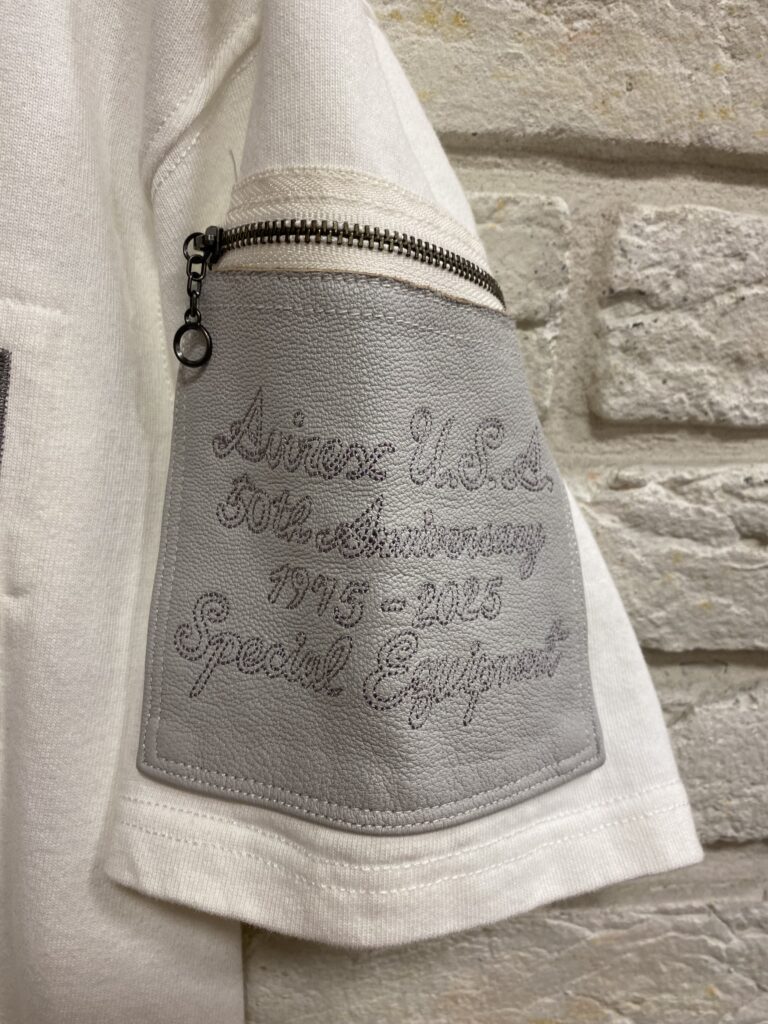 Avirex U.S.A.
50th Anniversary
1975-2025
Special Equipment